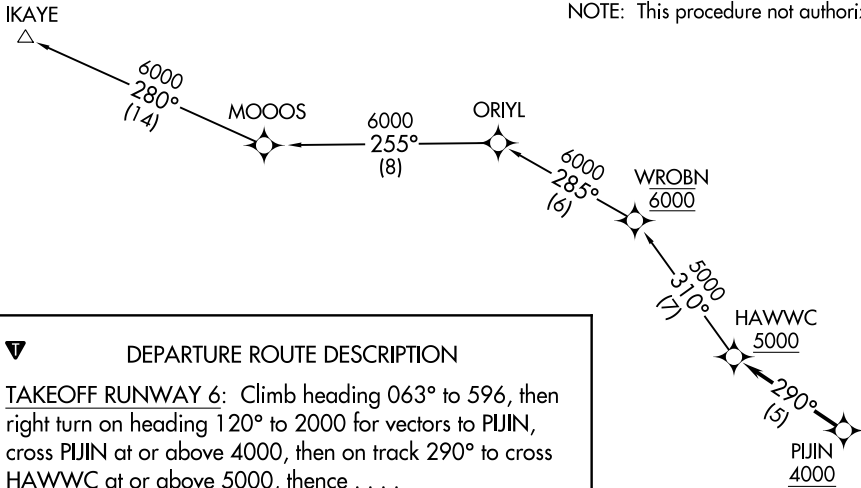 IKAYE
NOTE: This procedure not authori
6000
280°
(14)
MOOOS
6000
255°
(8)
ORIYL
6000
285°
(6)
WROBN
6000
5000
310°
(7)
HAWWC
5000
290°
(5)
PIJIN
4000
T
DEPARTURE ROUTE DESCRIPTION
TAKEOFF RUNWAY 6: Climb heading 063° to 596, then
right turn on heading 120° to 2000 for vectors to PIJIN,
cross PIJIN at or above 4000, then on track 290° to cross
HAWWC at or above 5000, thence . . . .